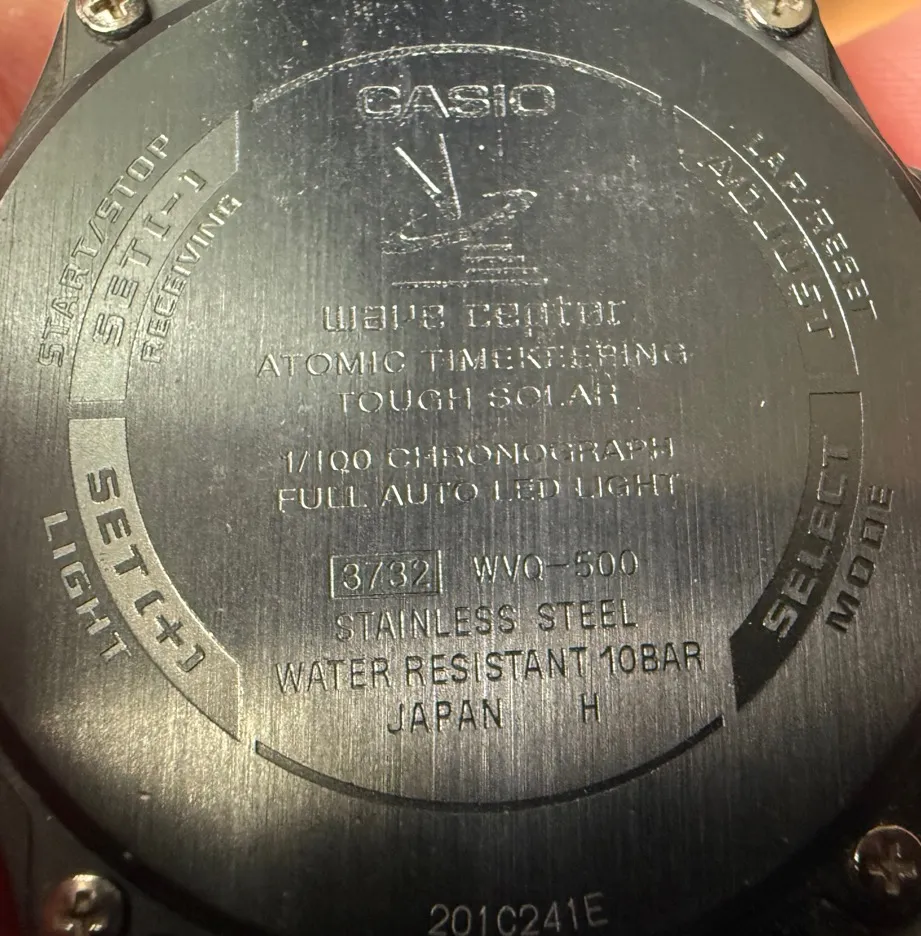 CASIO
wave ceptor
ATOMIC TIMEKEEPING
TOUGH SOLAR
1/100 CHRONOGRAPH
FULL AUTO LED LIGHT
3732 WVQ-500
STAINLESS STEEL
WATER RESISTANT 10BAR
JAPAN H
START/STOP
SET(-)
RECEIVING
SET(+)
LIGHT
LAP/RESET
ADJUST
SELECT
MODE
201C241E